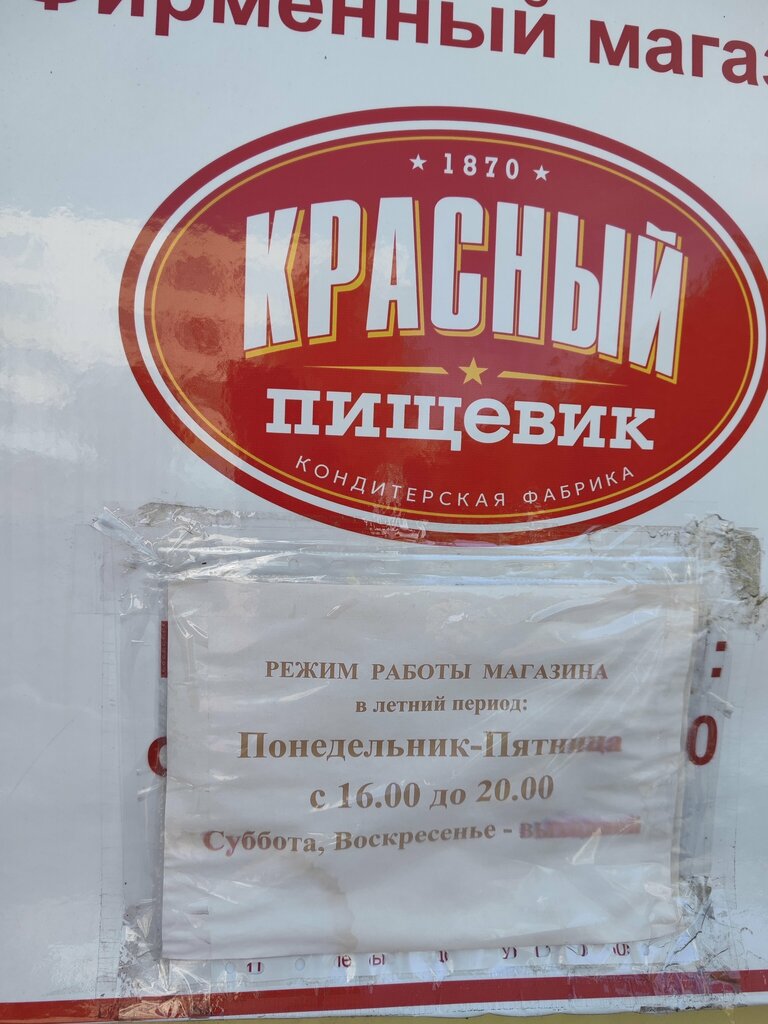 Фирменный мага
★ 1870 ★
КРАСНЫЙ
ПИЩЕВИК
КОНДИТЕРСКАЯ ФАБРИКА
РЕЖИМ РАБОТЫ МАГАЗИНА
в летний период:
Понедельник-Пятница
с 16.00 до 20.00
Суббота, Воскресенье -